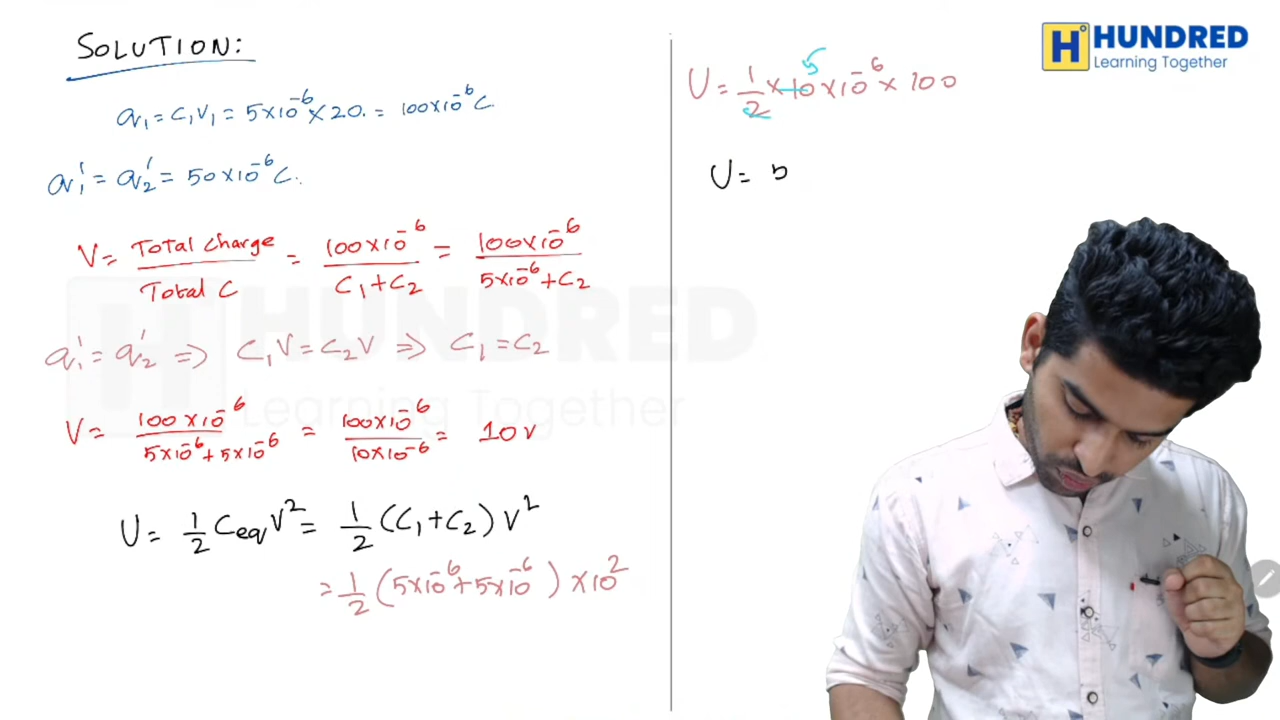 SOLUTION:
q₁ = C₁V₁ = 5×10⁻⁶ × 20. = 100×10⁻⁶ C.
q₁' = q₂' = 50×10⁻⁶ C.
V = Total Charge / Total C = 100×10⁻⁶ / C₁+C₂ = 100×10⁻⁶ / 5×10⁻⁶+C₂
q₁' = q₂' ⇒ C₁V = C₂V ⇒ C₁ = C₂
V = 100×10⁻⁶ / 5×10⁻⁶+5×10⁻⁶ = 100×10⁻⁶ / 10×10⁻⁶ = 10V
U = 1/2 Ceq V² = 1/2 (C₁+C₂) V²
= 1/2 (5×10⁻⁶+5×10⁻⁶) ×10²
HUNDRED
Learning Together
5
U = 1/2 × 10 × 10⁻⁶ × 100
U = 5
HUNDRED
Learning Together